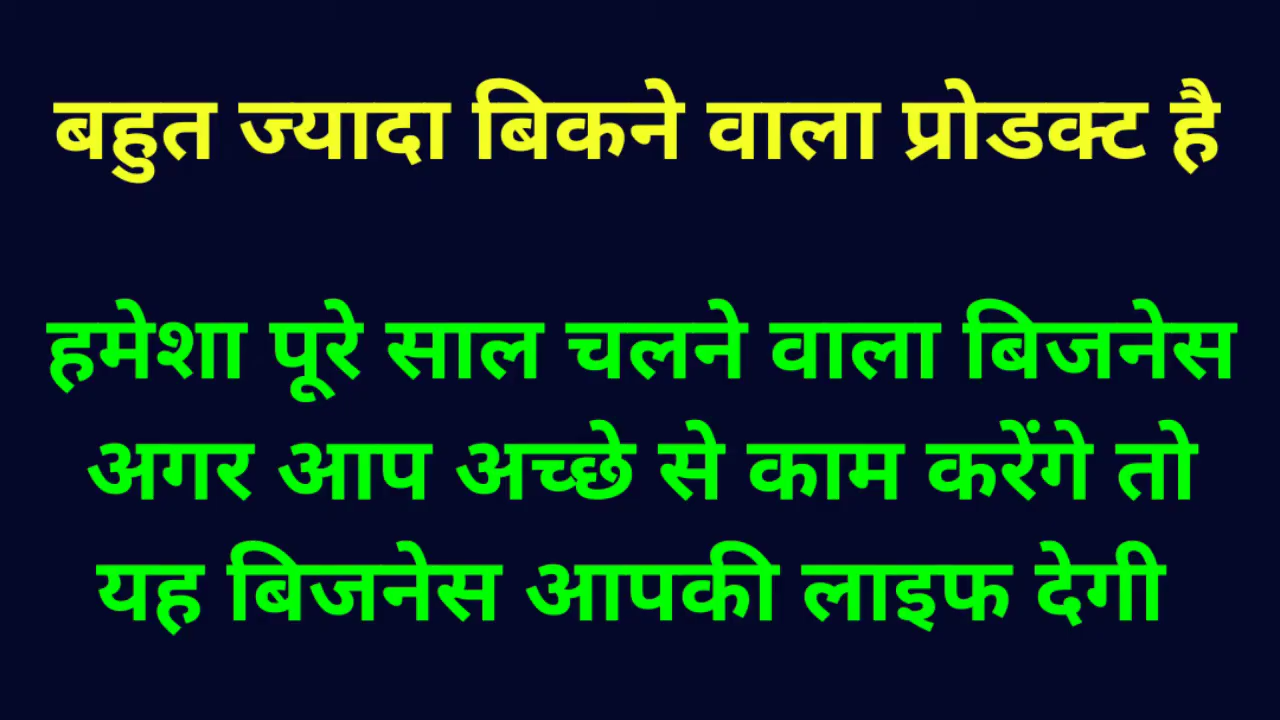 बहुत ज्यादा बिकने वाला प्रोडक्ट है
हमेशा पूरे साल चलने वाला बिजनेस
अगर आप अच्छे से काम करेंगे तो
यह बिजनेस आपकी लाइफ देगी